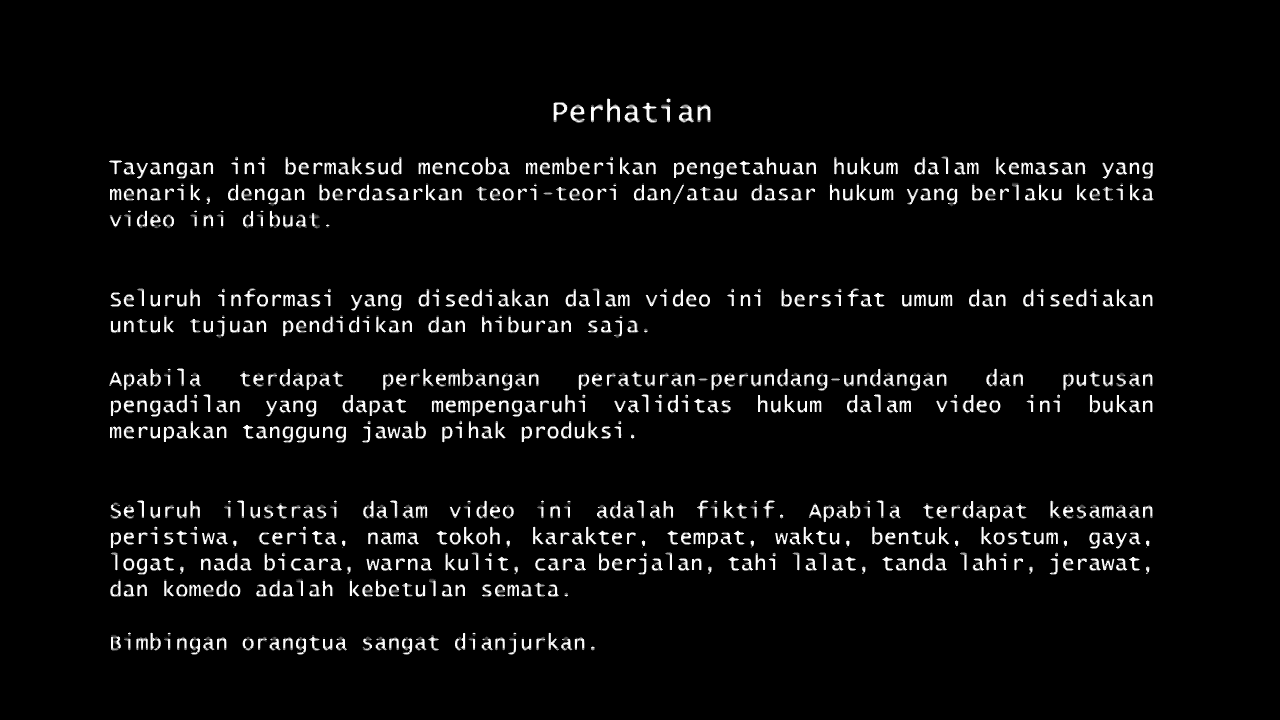 Perhatian
Tayangan ini bermaksud mencoba memberikan pengetahuan hukum dalam kemasan yang
menarik, dengan berdasarkan teori-teori dan/atau dasar hukum yang berlaku ketika
video ini dibuat.
Seluruh informasi yang disediakan dalam video ini bersifat umum dan disediakan
untuk tujuan pendidikan dan hiburan saja.
Apabila terdapat perkembangan peraturan-perundang-undangan dan putusan
pengadilan yang dapat mempengaruhi validitas hukum dalam video ini bukan
merupakan tanggung jawab pihak produksi.
Seluruh ilustrasi dalam video ini adalah fiktif. Apabila terdapat kesamaan
peristiwa, cerita, nama tokoh, karakter, tempat, waktu, bentuk, kostum, gaya,
logat, nada bicara, warna kulit, cara berjalan, tahi lalat, tanda lahir, jerawat,
dan komedo adalah kebetulan semata.
Bimbingan orangtua sangat dianjurkan.